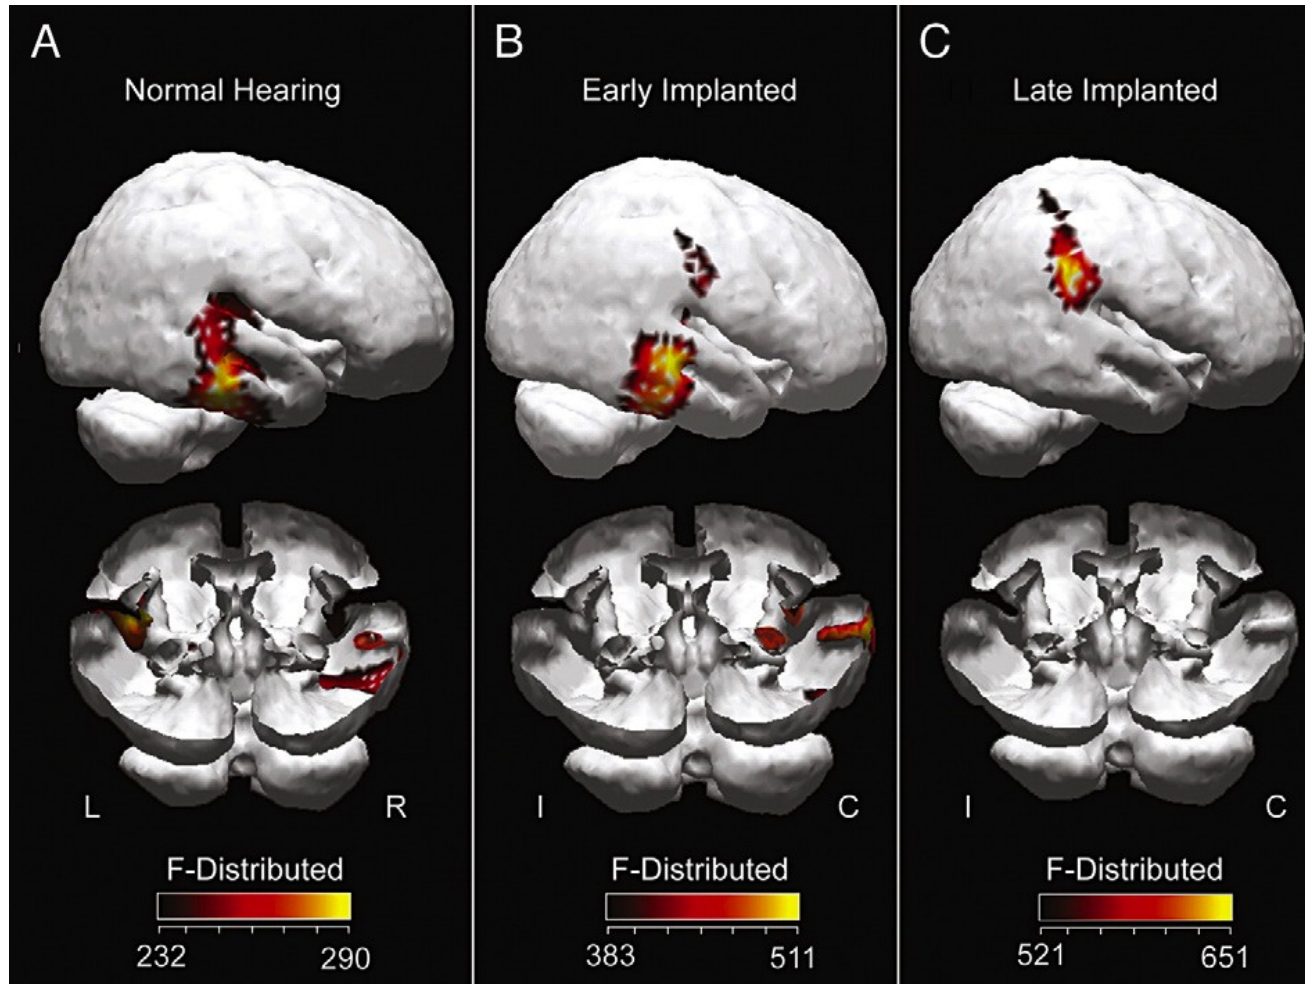 A
Normal Hearing
L
R
F-Distributed
232
290
B
Early Implanted
I
C
F-Distributed
383
511
C
Late Implanted
I
C
F-Distributed
521
651